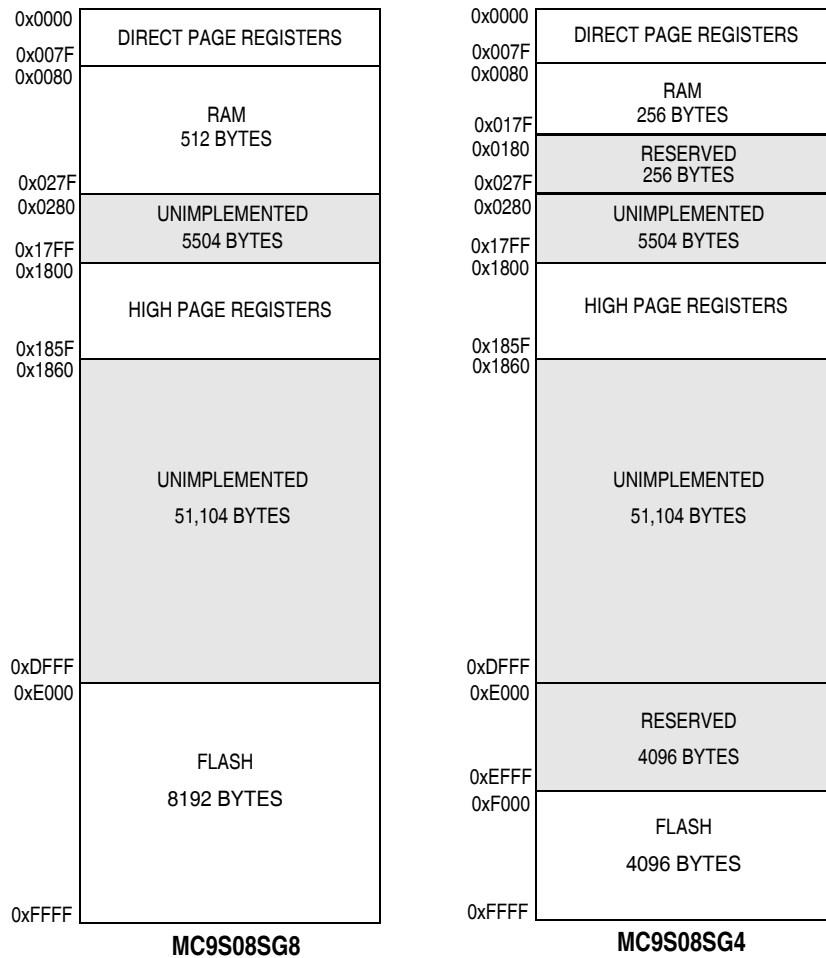 0x0000
DIRECT PAGE REGISTERS
0x007F
0x0080
RAM
512 BYTES
0x027F
0x0280
UNIMPLEMENTED
5504 BYTES
0x17FF
0x1800
HIGH PAGE REGISTERS
0x185F
0x1860
UNIMPLEMENTED
51,104 BYTES
0xDFFF
0xE000
FLASH
8192 BYTES
0xFFFF
MC9S08SG8
0x0000
DIRECT PAGE REGISTERS
0x007F
0x0080
RAM
256 BYTES
0x017F
0x0180
RESERVED
256 BYTES
0x027F
0x0280
UNIMPLEMENTED
5504 BYTES
0x17FF
0x1800
HIGH PAGE REGISTERS
0x185F
0x1860
UNIMPLEMENTED
51,104 BYTES
0xDFFF
0xE000
RESERVED
4096 BYTES
0xEFFF
0xF000
FLASH
4096 BYTES
0xFFFF
MC9S08SG4